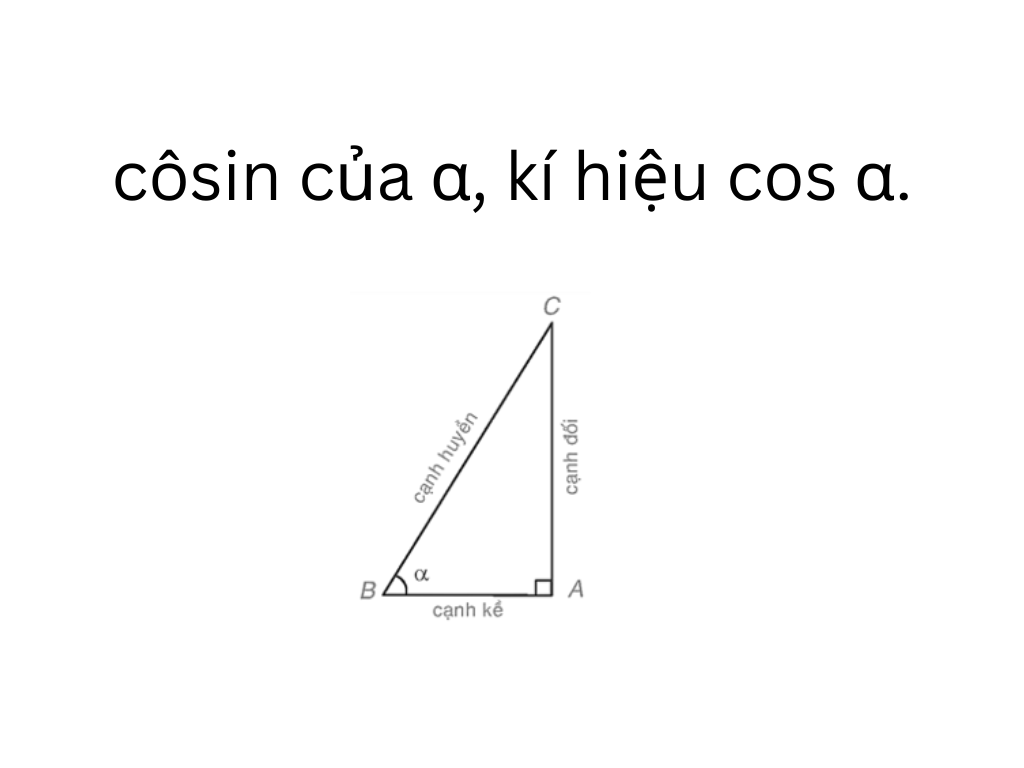 côsin của α, kí hiệu cos α.
C
cạnh huyền
cạnh đối
B
α
A
cạnh kề